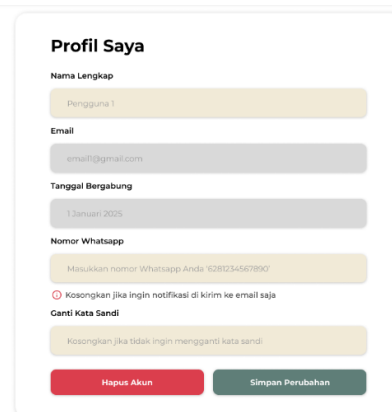 Profil Saya
Nama Lengkap
Pengguna 1
Email
email1@gmail.com
Tanggal Bergabung
1 Januari 2025
Nomor Whatsapp
Masukkan nomor Whatsapp Anda '6281234567890'
Kosongkan jika ingin notifikasi di kirim ke email saja
Ganti Kata Sandi
Kosongkan jika tidak ingin mengganti kata sandi
Hapus Akun
Simpan Perubahan